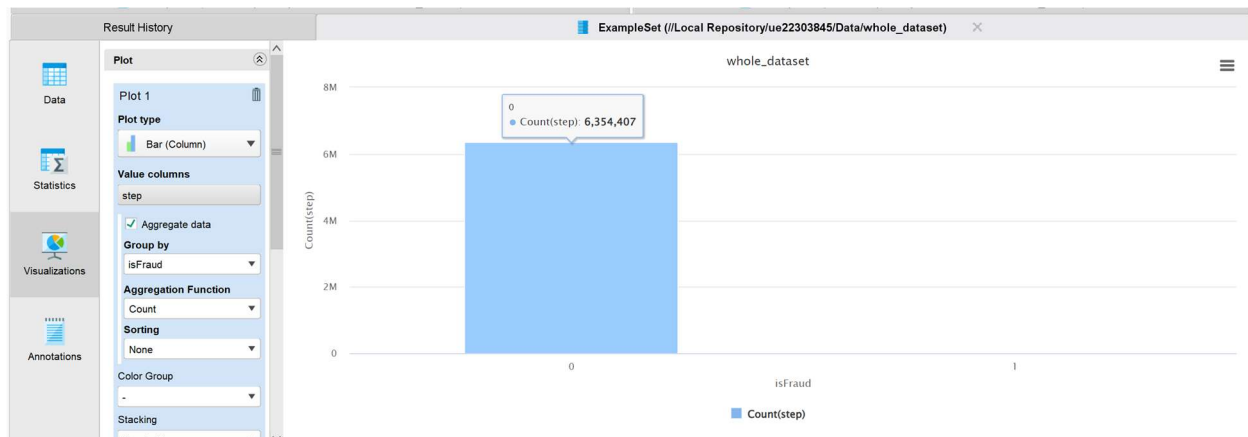 Result History
ExampleSet (//Local Repository/ue22303845/Data/whole_dataset)
Data
Statistics
Visualizations
Annotations
Plot
Plot 1
Plot type
Bar (Column)
Value columns
step
Aggregate data
Group by
isFraud
Aggregation Function
Count
Sorting
None
Color Group
-
Stacking
whole_dataset
8M
6M
4M
2M
0
Count(step)
0
Count(step): 6,354,407
0
1
isFraud
Count(step)